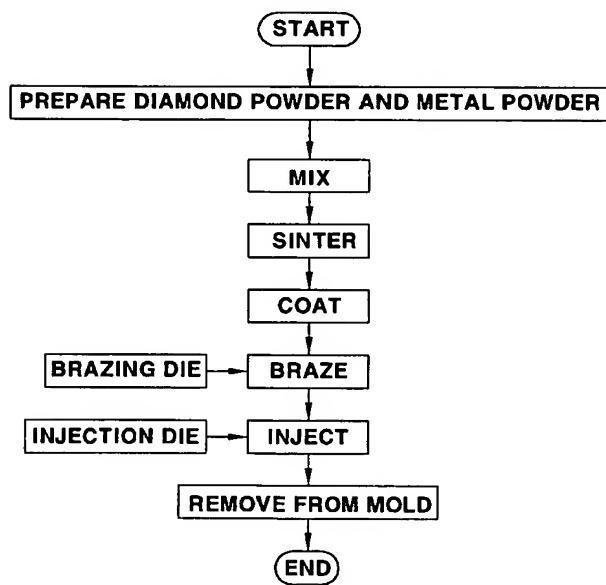 START
PREPARE DIAMOND POWDER AND METAL POWDER
MIX
SINTER
COAT
BRAZING DIE
BRAZE
INJECTION DIE
INJECT
REMOVE FROM MOLD
END